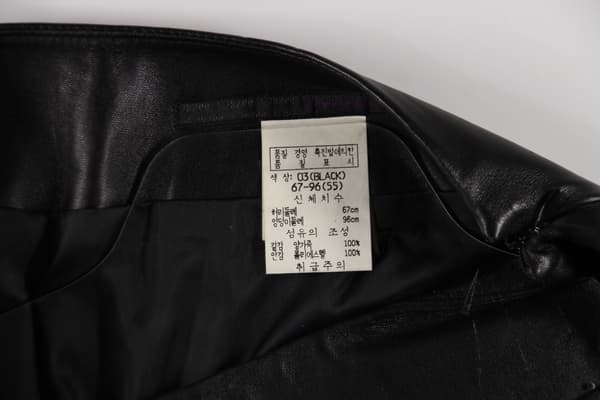 품질 경영 촉진법에의한
품 질 표 시
색 상: 03(BLACK)
67-96(55)
신체치수
허리둘레 67cm
엉덩이둘레 96cm
섬유의 조성
겉감 양가죽 100%
안감 폴리에스텔 100%
취급주의